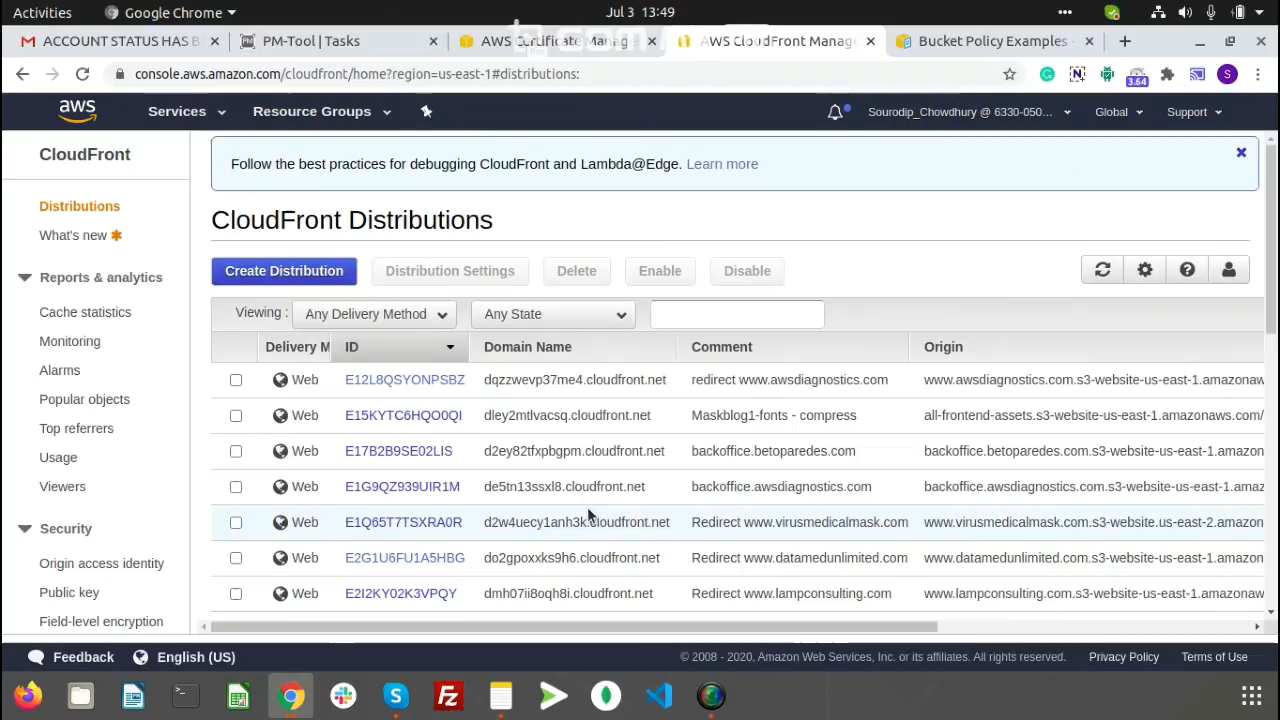 Activities Google Chrome Jul 3 13:49
ACCOUNT STATUS HAS B PM-Tool | Tasks AWS Certificate Manage AWS CloudFront Manage Bucket Policy Examples -
console.aws.amazon.com/cloudfront/home?region=us-east-1#distributions: 3.64 S
aws Services Resource Groups Sourodip_Chowdhury @ 6330-050... Global Support
CloudFront
Distributions
What's new
Reports & analytics
Cache statistics
Monitoring
Alarms
Popular objects
Top referrers
Usage
Viewers
Security
Origin access identity
Public key
Field-level encryption
Follow the best practices for debugging CloudFront and Lambda@Edge. Learn more
CloudFront Distributions
Create Distribution Distribution Settings Delete Enable Disable
Viewing : Any Delivery Method Any State
Delivery M ID Domain Name Comment Origin
Web E12L8QSYONPSBZ dqzzwevp37me4.cloudfront.net redirect www.awsdiagnostics.com www.awsdiagnostics.com.s3-website-us-east-1.amazonaw
Web E15KYTC6HQO0QI dley2mtlvacsq.cloudfront.net Maskblog1-fonts - compress all-frontend-assets.s3-website-us-east-1.amazonaws.com/
Web E17B2B9SE02LIS d2ey82tfxpbgpm.cloudfront.net backoffice.betoparedes.com backoffice.betoparedes.com.s3-website-us-east-1.amazon
Web E1G9QZ939UIR1M de5tn13ssxl8.cloudfront.net backoffice.awsdiagnostics.com backoffice.awsdiagnostics.com.s3-website-us-east-1.amaz
Web E1Q65T7TSXRA0R d2w4uecy1anh3k.cloudfront.net Redirect www.virusmedicalmask.com www.virusmedicalmask.com.s3-website.us-east-2.amazon
Web E2G1U6FU1A5HBG do2gpoxxks9h6.cloudfront.net Redirect www.datamedunlimited.com www.datamedunlimited.com.s3-website-us-east-1.amazon
Web E2I2KY02K3VPQY dmh07ii8oqh8i.cloudfront.net Redirect www.lampconsulting.com www.lampconsulting.com.s3-website-us-east-1.amazonaw
Feedback English (US) © 2008 - 2020, Amazon Web Services, Inc. or its affiliates. All rights reserved. Privacy Policy Terms of Use